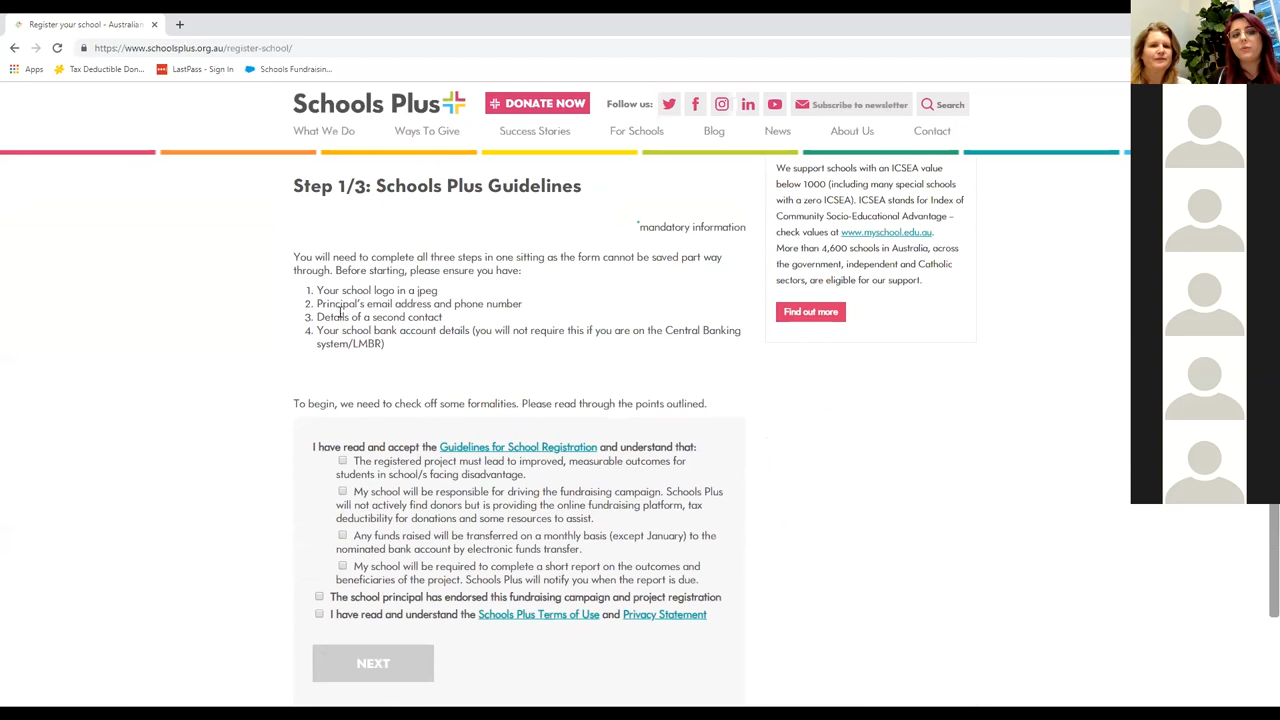 Register your school - Australian
https://www.schoolsplus.org.au/register-school/
Apps
Tax Deductible Don...
LastPass - Sign In
Schools Fundraisin...
Schools Plus
DONATE NOW
Follow us:
Subscribe to newsletter
Search
What We Do
Ways To Give
Success Stories
For Schools
Blog
News
About Us
Contact
Step 1/3: Schools Plus Guidelines
*mandatory information
You will need to complete all three steps in one sitting as the form cannot be saved part way
through. Before starting, please ensure you have:
1. Your school logo in a jpeg
2. Principal's email address and phone number
3. Details of a second contact
4. Your school bank account details (you will not require this if you are on the Central Banking
system/LMBR)
To begin, we need to check off some formalities. Please read through the points outlined.
I have read and accept the Guidelines for School Registration and understand that:
The registered project must lead to improved, measurable outcomes for
students in school/s facing disadvantage.
My school will be responsible for driving the fundraising campaign. Schools Plus
will not actively find donors but is providing the online fundraising platform, tax
deductibility for donations and some resources to assist.
Any funds raised will be transferred on a monthly basis (except January) to the
nominated bank account by electronic funds transfer.
My school will be required to complete a short report on the outcomes and
beneficiaries of the project. Schools Plus will notify you when the report is due.
The school principal has endorsed this fundraising campaign and project registration
I have read and understand the Schools Plus Terms of Use and Privacy Statement
NEXT
We support schools with an ICSEA value
below 1000 (including many special schools
with a zero ICSEA). ICSEA stands for Index of
Community Socio-Educational Advantage –
check values at www.myschool.edu.au.
More than 4,600 schools in Australia, across
the government, independent and Catholic
sectors, are eligible for our support.
Find out more